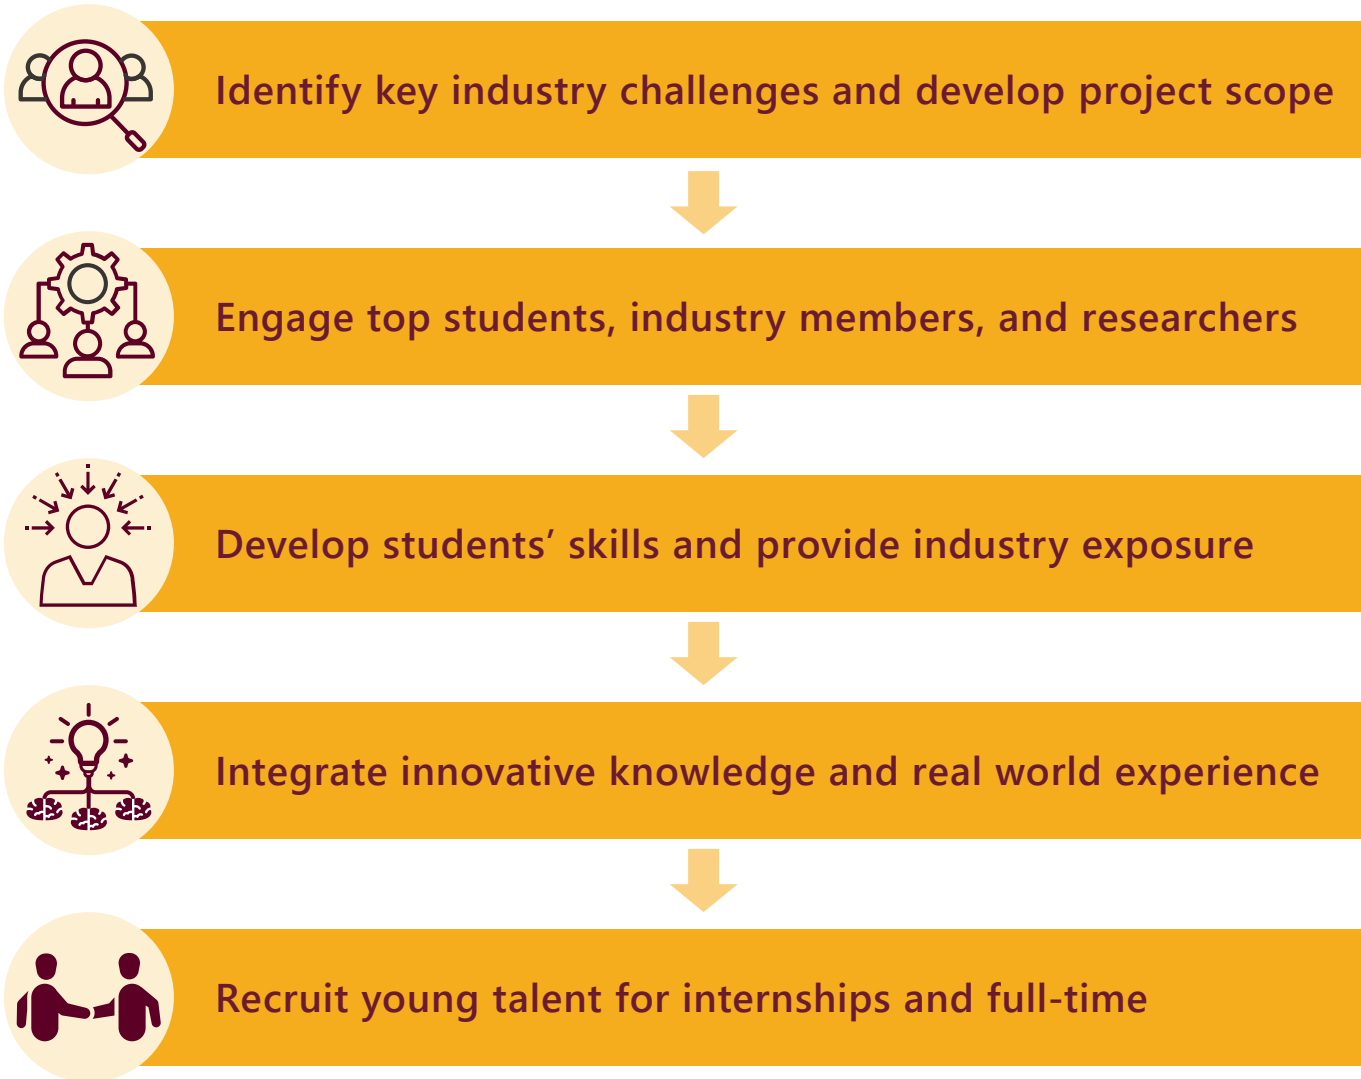 Identify key industry challenges and develop project scope
Engage top students, industry members, and researchers
Develop students’ skills and provide industry exposure
Integrate innovative knowledge and real world experience
Recruit young talent for internships and full-time